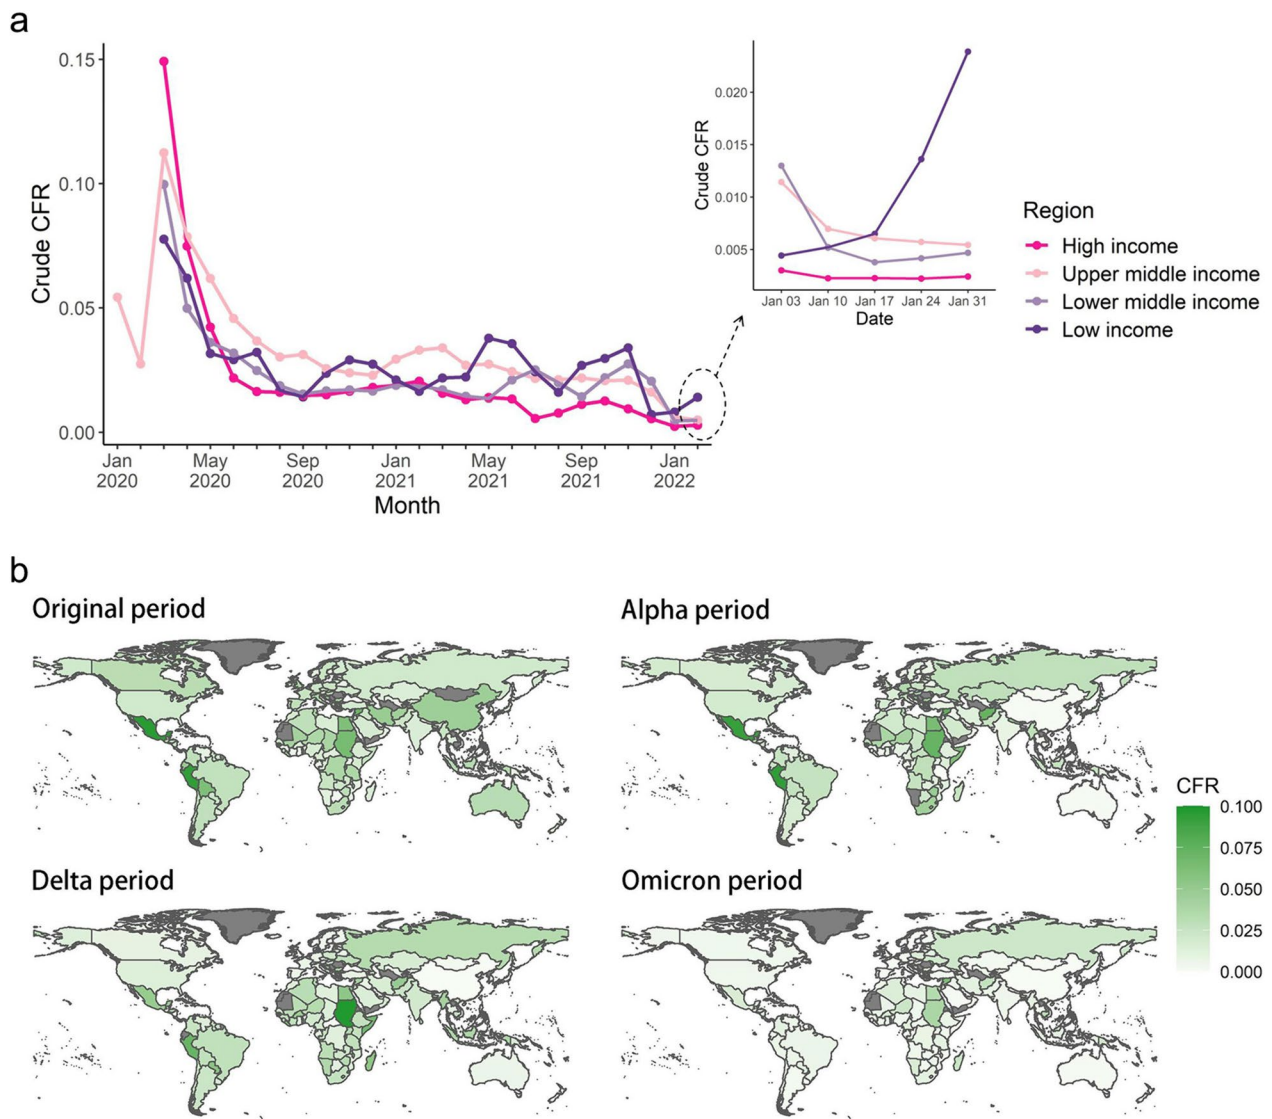 a
0.15
0.10
0.05
0.00
Crude CFR
Jan May Sep Jan May Sep Jan
2020 2020 2020 2021 2021 2021 2022
Month
0.020
0.015
0.010
0.005
Crude CFR
Jan 03 Jan 10 Jan 17 Jan 24 Jan 31
Date
Region
High income
Upper middle income
Lower middle income
Low income
b
Original period
Alpha period
Delta period
Omicron period
CFR
0.100
0.075
0.050
0.025
0.000